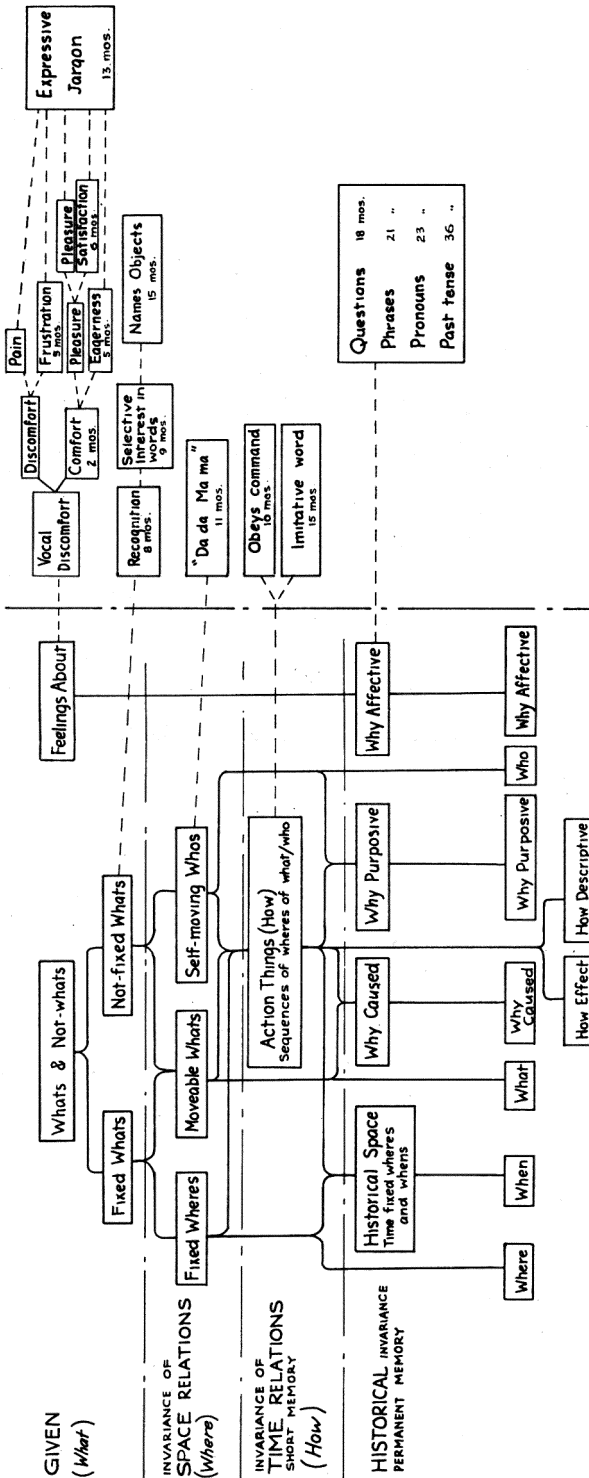 GIVEN
(What)
Whats & Not-whats
Fixed Whats
Not-fixed Whats
Feelings About
Vocal
Discomfort
Discomfort
Comfort
2 mos.
Pain
Frustration
5 mos.
Pleasure
Eagerness
5 mos.
Pleasure
Satisfaction
6 mos.
Expressive
Jargon
13 mos.
Recognition
8 mos.
Selective
Interest in
words
9 mos.
Names Objects
15 mos.
INVARIANCE OF
SPACE RELATIONS
(Where)
Fixed Wheres
Moveable Whats
Self-moving Whos
"Da da Ma ma"
11 mos.
INVARIANCE OF
TIME RELATIONS
SHORT MEMORY
(How)
Action Things (How)
Sequences of wheres of what/who
Obeys command
10 mos.
Imitative word
15 mos
HISTORICAL INVARIANCE
PERMANENT MEMORY
Historical Space
Time fixed wheres
and whens
Why Caused
Why Purposive
Why Affective
Questions 18 mos.
Phrases 21 "
Pronouns 23 "
Past tense 36 "
Where
When
What
Why
Caused
Why Purposive
Who
Why Affective
How Effect
How Descriptive